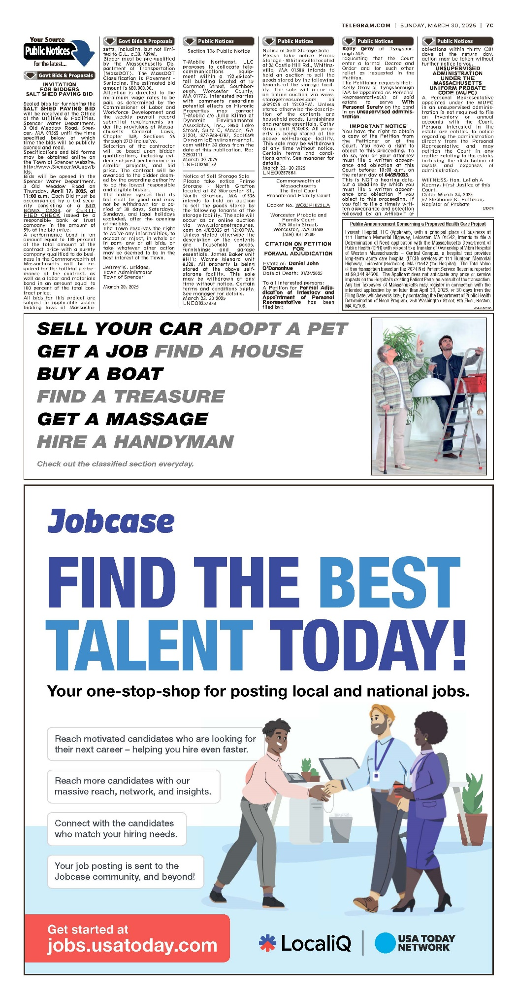 TELEGRAM.COM | SUNDAY, MARCH 30, 2025 | 7C
Your Source
Public Notices
for the latest...
Govt Bids & Proposals
INVITATION
FOR BIDDERS
SALT SHED PAVING BID
Sealed bids for furnishing the
SALT SHED PAVING BID
will be received at the Office
of the Utilities & Facilities,
Spencer Water Department,
3 Old Meadow Road, Spen-
cer, MA 01562 until the time
specified below at which
time the bids will be publicly
opened and read.
Specifications and bid forms
may be obtained online on
the Town of Spencer website,
http://www.SpencerMA.gov/b
ids.
Bids will be opened in the
Spencer Water Department,
3 Old Meadow Road on
Thursday, April 17, 2025, at
11:00 a.m. Each Bid must be
accompanied by a bid secu-
rity consisting of a BID
BOND, CASH, or CERTI-
FIED CHECK issued by a
responsible bank or trust
company in the amount of
5% of the bid price.
A performance bond in an
amount equal to 100 percent
of the total amount of the
contract price with a surety
company qualified to do busi-
ness in the Commonwealth of
Massachusetts will be re-
quired for the faithful perfor-
mance of the contract, as
well as a labor and materials
bond in an amount equal to
100 percent of the total con-
tract price.
All bids for this project are
subject to applicable public
bidding laws of Massachu-
Govt Bids & Proposals
setts, including, but not limi-
ted to G.L. c.30, §39M.
Bidder must be pre qualified
by the Massachusetts De-
partment of Transportation
(MassDOT). The MassDOT
Classification is Pavement -
Surfacing. The estimated bid
amount is $80,000.00.
Attention is directed to the
mi-nimum wage rates to be
paid as determined by the
Commissioner of Labor and
Workforce Development and
the weekly payroll record
submittal requirements un-
der the provisions of Massa-
chusetts General Laws,
Chapter 149, Sections 26
through 27D inclusive.
Selection of the contractor
will be based upon bidder
qualifications, including evi-
dence of past performance in
similar projects, and bid
price. The contract will be
awarded to the bidder deem-
ed by the awarding authority
to be the lowest responsible
and eligible bidder.
The bidder agrees that its
bid shall be good and may
not be withdrawn for a pe-
riod of 30 days, Saturdays,
Sundays, and legal holidays
excluded, after the opening
of the bids.
The Town reserves the right
to waive any informalities, to
accept or reject, in whole or
in part, any or all bids, or
take whatever other action
may be deemed to be in the
best interest of the Town.
Jeffrey K. Bridges,
Town Administrator
Town of Spencer
March 30, 2025
Public Notices
Section 106 Public Notice
T-Mobile Northeast, LLC
proposes to collocate tele-
communications equip-
ment within a 122.66-foot-
tall building located at 15
Common Street, Southbor-
ough, Worcester County,
MA 01772. Interested parties
with comments regarding
potential effects on Historic
Properties may contact
T-Mobile c/o Julia Klima at
Dynamic Environmental
Associates, Inc., 3850 Lake
Street, Suite C, Macon, GA
31204, 877-968-4787, Sec106@
DynamicEnvironmental.
com within 30 days from the
date of this publication. Re:
22503111
March 30 2025
LNEO0268179
Notice of Self Storage Sale
Please take notice Prime
Storage - North Grafton
located at 82 Worcester St.,
North Grafton, MA 01536
intends to hold an auction
to sell the goods stored by
the following tenants at the
storage facility. The sale will
occur as an online auction
via www.storagetreasures.
com on 4/8/2025 at 12:00PM.
Unless stated otherwise the
description of the contents
are household goods,
furnishings and garage
essentials. James Baker unit
#H11; Wayne Menard unit
#J28. All property is being
stored at the above self-
storage facility. This sale
may be withdrawn at any
time without notice. Certain
terms and conditions apply.
See manager for details.
March 23, 30 2025
LNEO0257878
Public Notices
Notice of Self Storage Sale
Please take notice Prime
Storage - Whitinsville located
at 25 Castle Hill Rd., Whitins-
ville, MA 01588 intends to
hold an auction to sell the
goods stored by the following
tenants at the storage facil-
ity. The sale will occur as
an online auction via www.
storagetreasures.com on
4/8/2025 at 12:00PM. Unless
stated otherwise the descrip-
tion of the contents are
household goods, furnishings
and garage essentials. Cathy
Grant unit #D0008. All prop-
erty is being stored at the
above self-storage facility.
This sale may be withdrawn
at any time without notice.
Certain terms and condi-
tions apply. See manager for
details.
March 23, 30 2025
LNEO0257884
Commonwealth of
Massachusetts
The Trial Court
Probate and Family Court
Docket No. WO25P1022EA
Worcester Probate and
Family Court
225 Main Street,
Worcester, MA 01608
(508) 831 2200
CITATION ON PETITION
FOR
FORMAL ADJUDICATION
Estate of: Daniel John
O'Donoghue
Date of Death: 01/24/2025
To all interested persons:
A Petition for Formal Adju-
dication of Intestacy and
Appointment of Personal
Representative has been
filed by:
Public Notices
Kelly Gray of Tyngsbor-
ough MA
requesting that the Court
enter a formal Decree and
Order and for such other
relief as requested in the
Petition.
The Petitioner requests that:
Kelly Gray of Tyngsborough
MA be appointed as Personal
Representative(s) of said
estate to serve With
Personal Surety on the bond
in an unsupervised adminis-
tration.
IMPORTANT NOTICE
You have the right to obtain
a copy of the Petition from
the Petitioner or at the
Court. You have a right to
object to this proceeding. To
do so, you or your attorney
must file a written appear-
ance and objection at this
Court before: 10:00 a.m. on
the return day of 04/29/2025.
This is NOT a hearing date,
but a deadline by which you
must file a written appear-
ance and objection if you
object to this proceeding. If
you fail to file a timely writ-
ten appearance and objection
followed by an Affidavit of
Public Notices
objections within thirty (30)
days of the return day,
action may be taken without
further notice to you.
UNSUPERVISED
ADMINISTRATION
UNDER THE
MASSACHUSETTS
UNIFORM PROBATE
CODE (MUPC)
A Personal Representative
appointed under the MUPC
in an unsupervised adminis-
tration is not required to file
an inventory or annual
accounts with the Court.
Persons interested in the
estate are entitled to notice
regarding the administration
directly from the Personal
Representative and may
petition the Court in any
matter relating to the estate,
including the distribution of
assets and expenses of
administration.
WITNESS, Hon. Leilah A
Keamy, First Justice of this
Court.
Date: March 24, 2025
/s/ Stephanie K. Fattman,
Register of Probate
3/30/25
Public Announcement Concerning a Proposed Health Care Project
Everest Hospital, LLC (Applicant), with a principal place of business at
111 Huntoon Memorial Highway, Leicester, MA 01542, intends to file a
Determination of Need application with the Massachusetts Department of
Public Health (DPH) with respect to a Transfer of Ownership of Vibra Hospital
of Western Massachusetts – Central Campus, a hospital that provides
long-term acute care hospital (LTCH) services at 111 Huntoon Memorial
Highway, Leicester (Rochdale), MA 01542 (the Hospital). The Total Value
of this transaction based on the 2024 Net Patient Service Revenue reported
at $9,344,94500. The Applicant does not anticipate any price or service
impacts on the Hospital's existing Patient Panel as a result of the transaction.
Any ten Taxpayers of Massachusetts may register in connection with the
intended application by no later than April 30, 2025, or 30 days from the
Filing Date, whichever is later, by contacting the Department of Public Health
Determination of Need Program, 250 Washington Street, 6th Floor, Boston,
MA 02108.
SELL YOUR CAR ADOPT A PET
GET A JOB FIND A HOUSE
BUY A BOAT
FIND A TREASURE
GET A MASSAGE
HIRE A HANDYMAN
Check out the classified section everyday.
Jobcase
FIND THE BEST
TALENT TODAY!
Your one-stop-shop for posting local and national jobs.
Reach motivated candidates who are looking for
their next career – helping you hire even faster.
Reach more candidates with our
massive reach, network, and insights.
Connect with the candidates
who match your hiring needs.
Your job posting is sent to the
Jobcase community, and beyond!
Get started at
jobs.usatoday.com
LocaliQ
USA TODAY
NETWORK